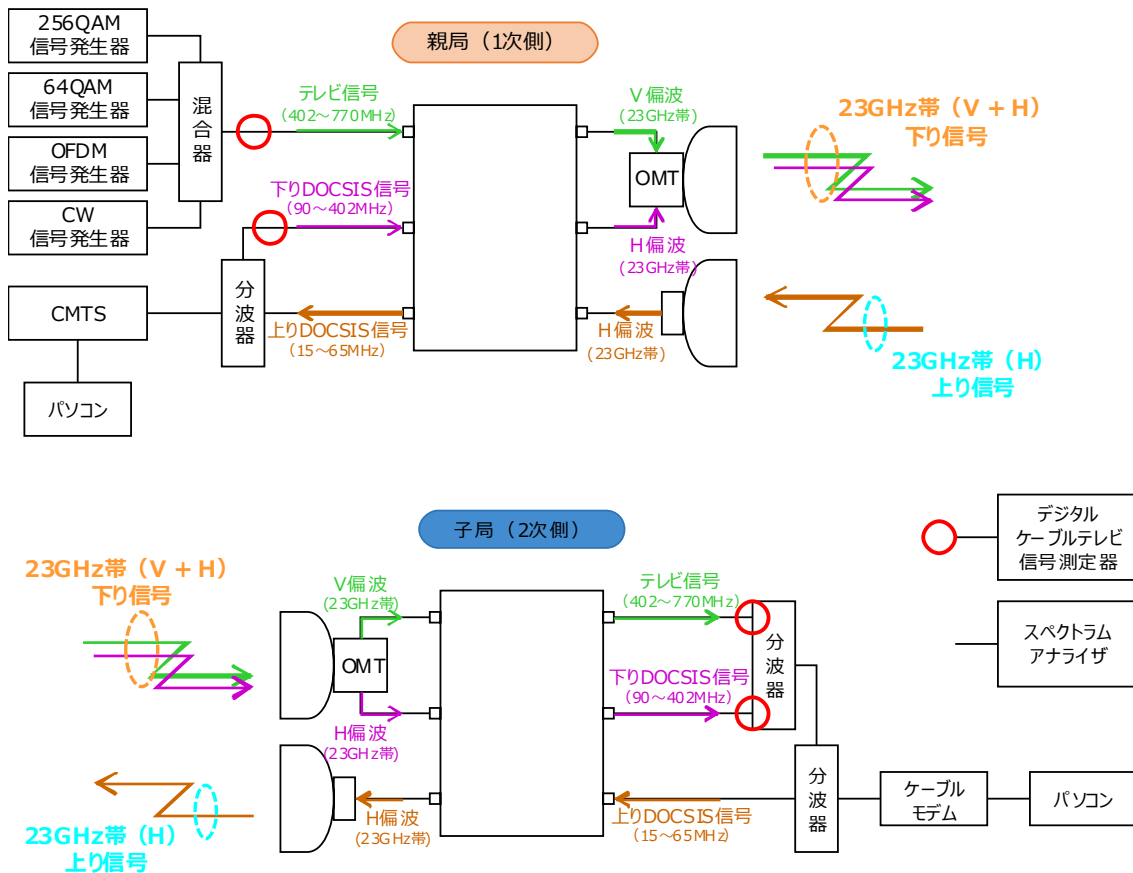 256QAM
信号発生器
64QAM
信号発生器
OFDM
信号発生器
CW
信号発生器
混
合
器
親局（1次側）
テレビ信号
(402～770MHz)
下りDOCSIS信号
(90～402MHz)
分
波
器
上りDOCSIS信号
(15～65MHz)
CMTS
パソコン
V偏波
(23GHz帯)
OMT
H偏波
(23GHz帯)
H偏波
(23GHz帯)
23GHz帯（V + H）
下り信号
23GHz帯（H）
上り信号
子局（2次側）
デジタル
ケーブルテレビ
信号測定器
スペクトラム
アナライザ
23GHz帯（V + H）
下り信号
V偏波
(23GHz帯)
OMT
H偏波
(23GHz帯)
H偏波
(23GHz帯)
23GHz帯（H）
上り信号
テレビ信号
(402～770MHz)
下りDOCSIS信号
(90～402MHz)
分
波
器
上りDOCSIS信号
(15～65MHz)
分
波
器
ケーブル
モデム
パソコン